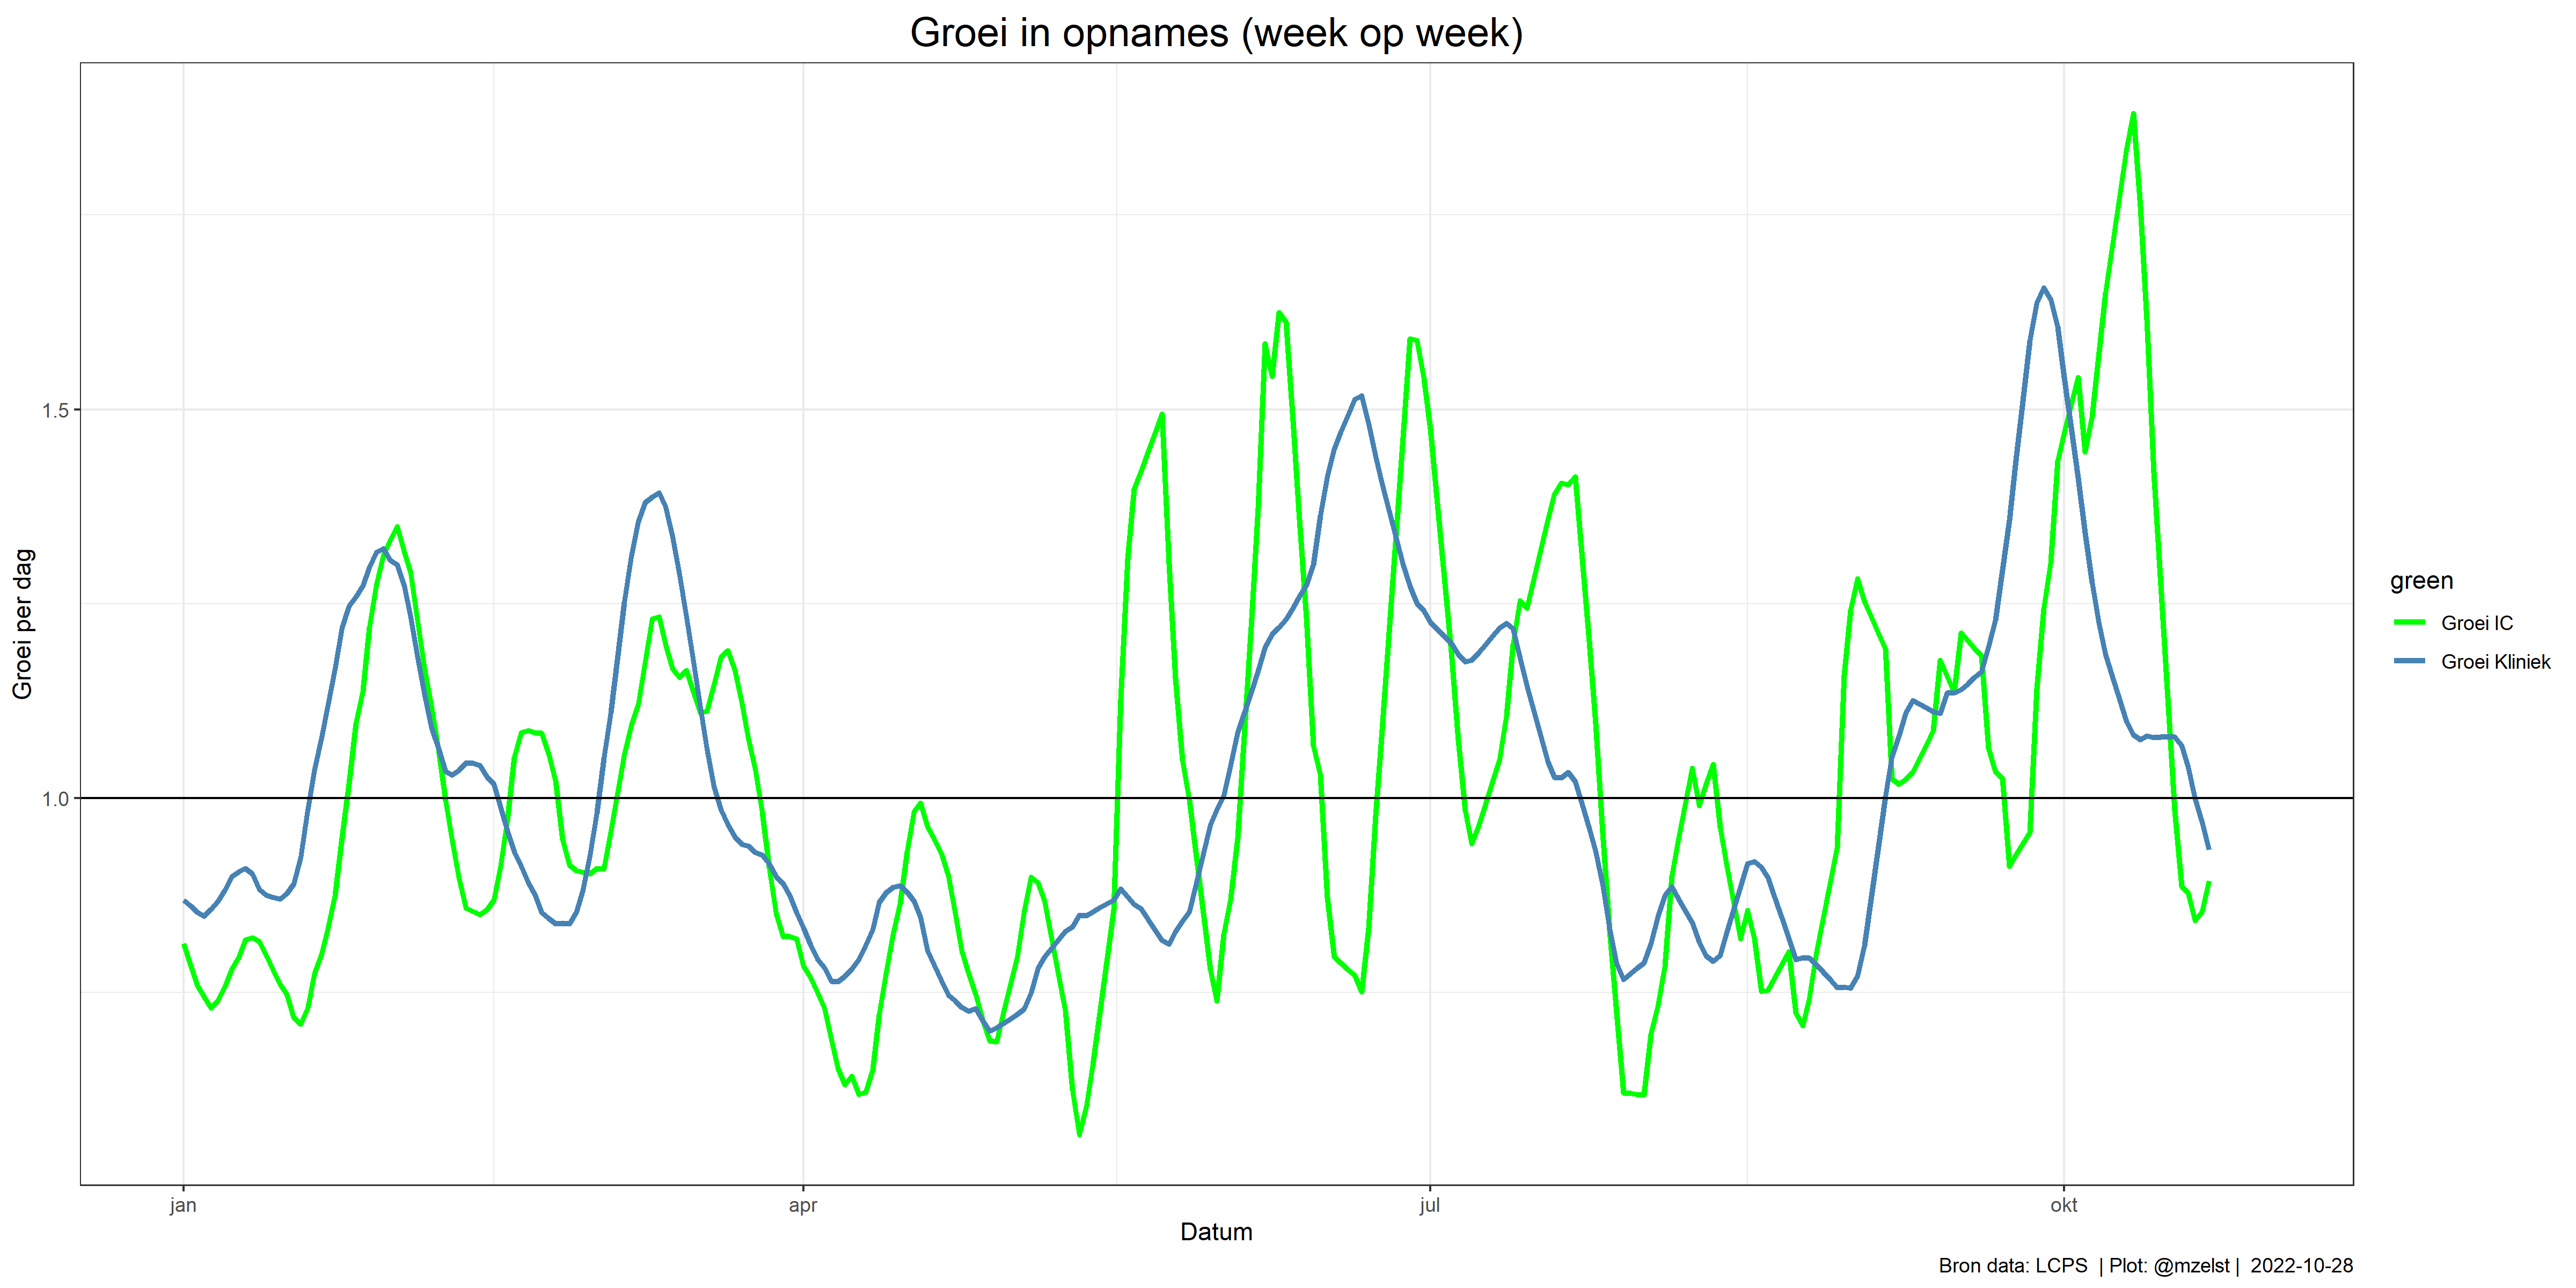 Groei in opnames (week op week)
Groei per dag
1.5
1.0
jan
apr
jul
okt
Datum
green
Groei IC
Groei Kliniek
Bron data: LCPS | Plot: @mzelst | 2022-10-28